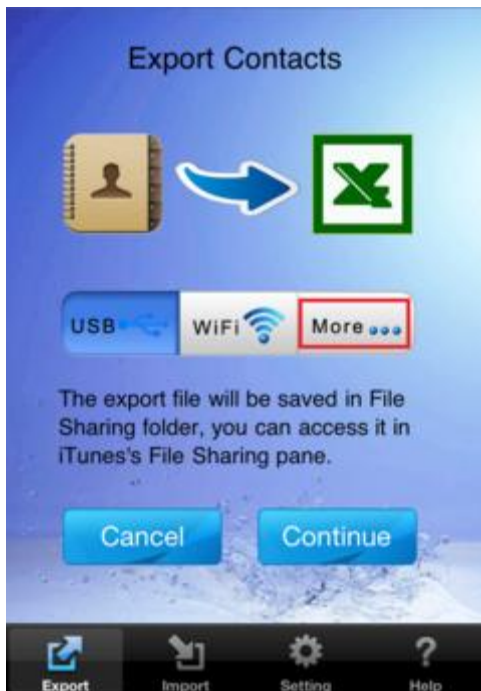 Export Contacts
USB WiFi More
The export file will be saved in File
Sharing folder, you can access it in
iTunes's File Sharing pane.
Cancel Continue
Export Import Setting Help